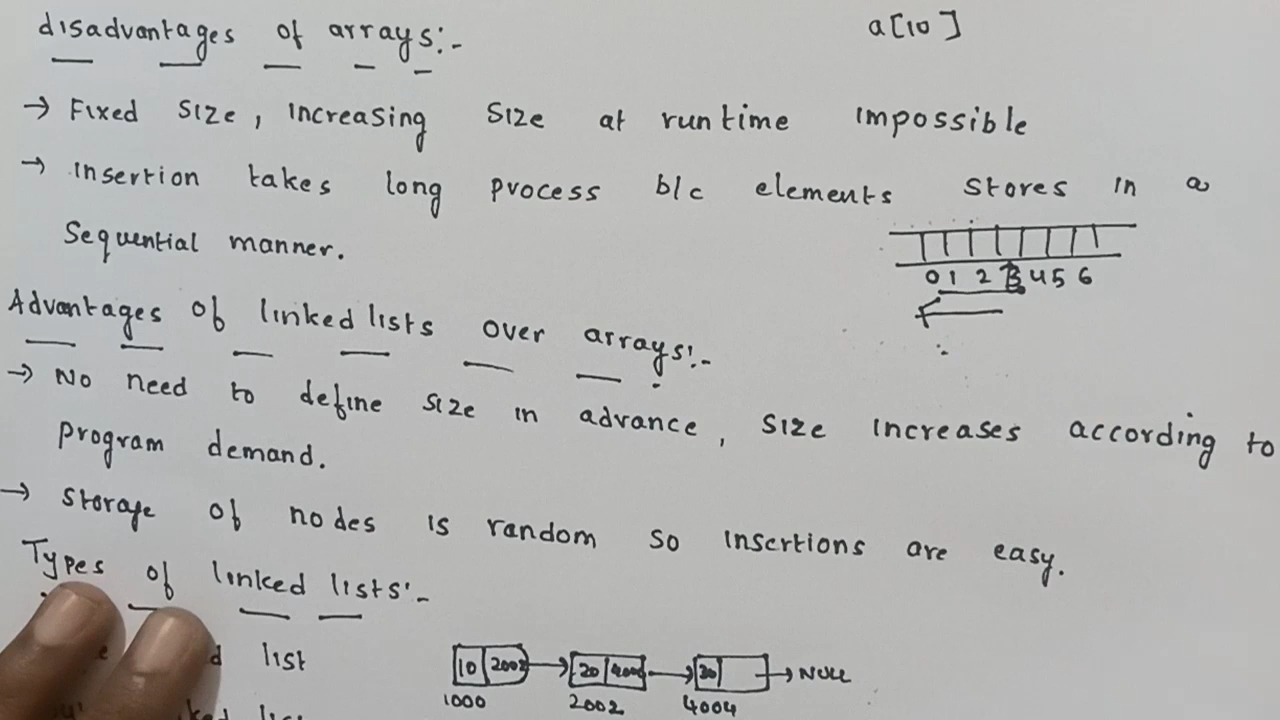 disadvantages of arrays:-
a[10]
→ Fixed size, increasing size at runtime impossible
→ insertion takes long process b/c elements stores in a
sequential manner.
0 1 2 3 4 5 6
Advantages of linked lists over arrays:-
→ No need to define size in advance, size increases according to
program demand.
→ storage of nodes is random so insertions are easy.
Types of linked lists:-
list
10 2002 → 20 → 30 → NULL
1000 2002 4004